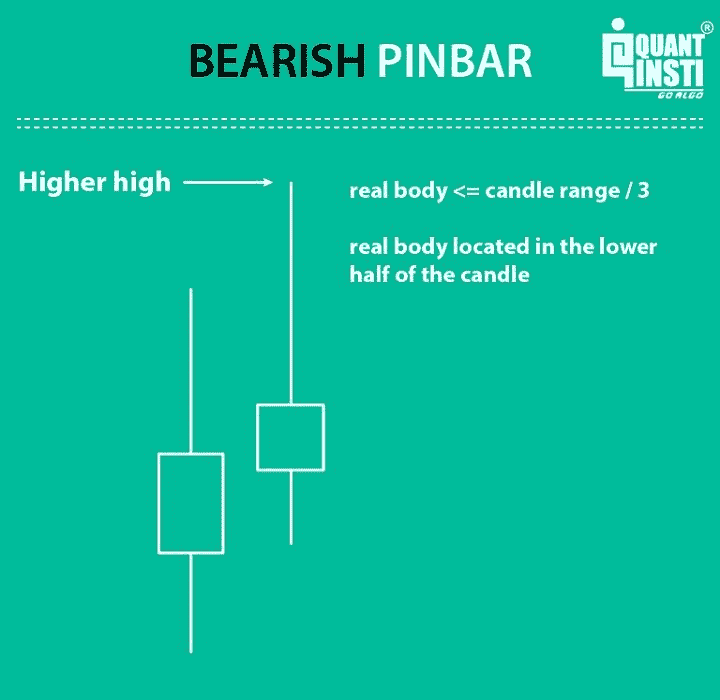 BEARISH PINBAR
QUANT
INSTI
®
GO ALGO
Higher high
real body <= candle range / 3
real body located in the lower
half of the candle